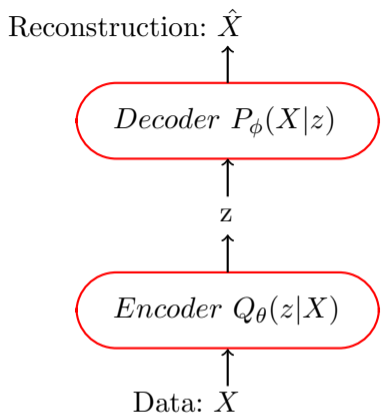 Reconstruction: X̂
Decoder P_ϕ(X|z)
z
Encoder Q_θ(z|X)
Data: X